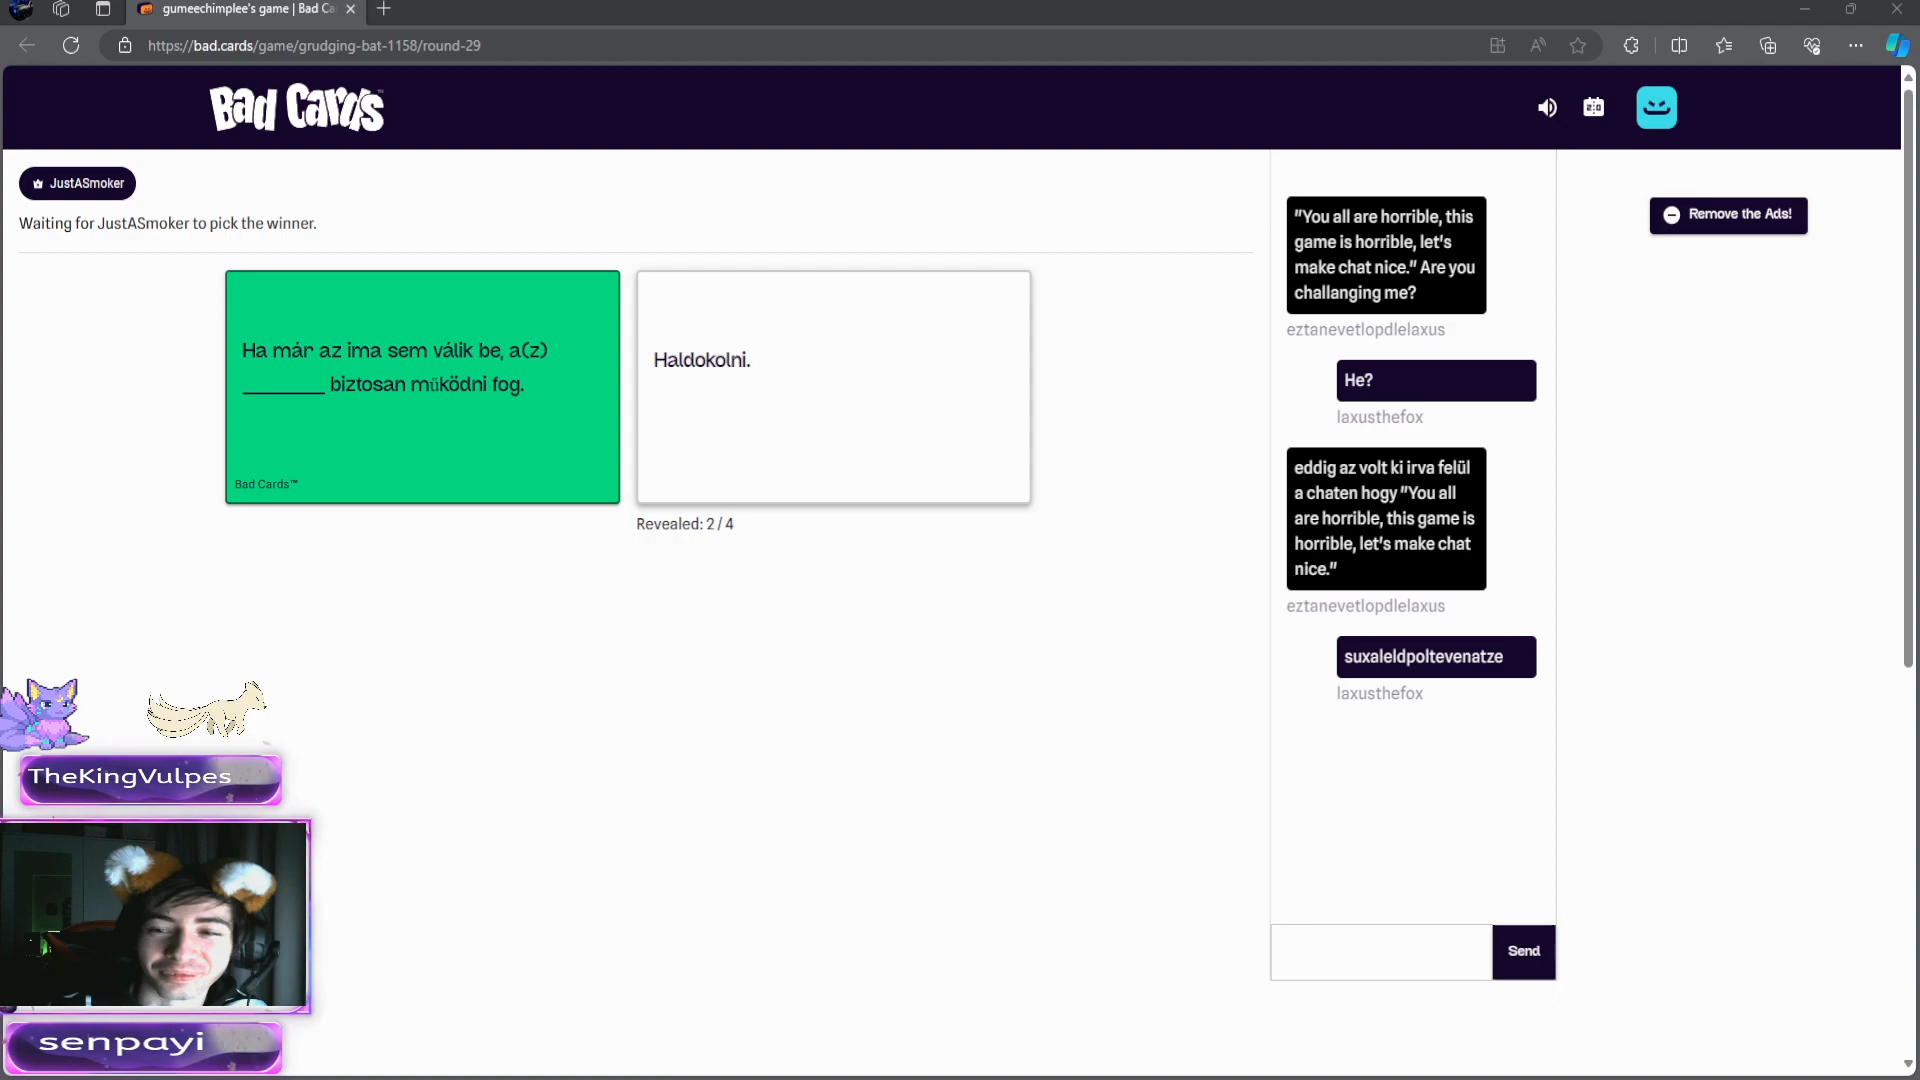 gumeechimplee's game | Bad Ca
https://bad.cards/game/grudging-bat-1158/round-29
Bad Cards
JustASmoker
Waiting for JustASmoker to pick the winner.
Ha már az ima sem válik be, a(z)
________ biztosan működni fog.
Bad Cards™
Haldokolni.
Revealed: 2 / 4
"You all are horrible, this
game is horrible, let's
make chat nice." Are you
challanging me?
eztanevetlopdlelaxus
He?
laxusthefox
eddig az volt ki irva felül
a chaten hogy "You all
are horrible, this game is
horrible, let's make chat
nice."
eztanevetlopdlelaxus
suxaleldpoltevenatze
laxusthefox
Send
Remove the Ads!
TheKingVulpes
senpayi